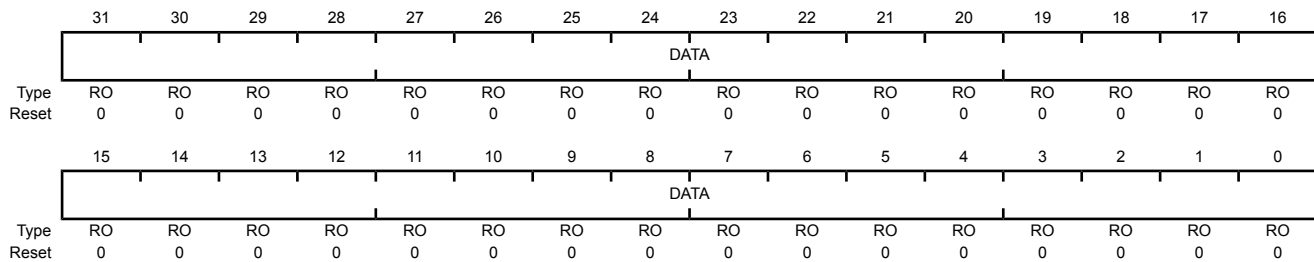 31 30 29 28 27 26 25 24 23 22 21 20 19 18 17 16
DATA
Type RO RO RO RO RO RO RO RO RO RO RO RO RO RO RO RO
Reset 0 0 0 0 0 0 0 0 0 0 0 0 0 0 0 0
15 14 13 12 11 10 9 8 7 6 5 4 3 2 1 0
DATA
Type RO RO RO RO RO RO RO RO RO RO RO RO RO RO RO RO
Reset 0 0 0 0 0 0 0 0 0 0 0 0 0 0 0 0